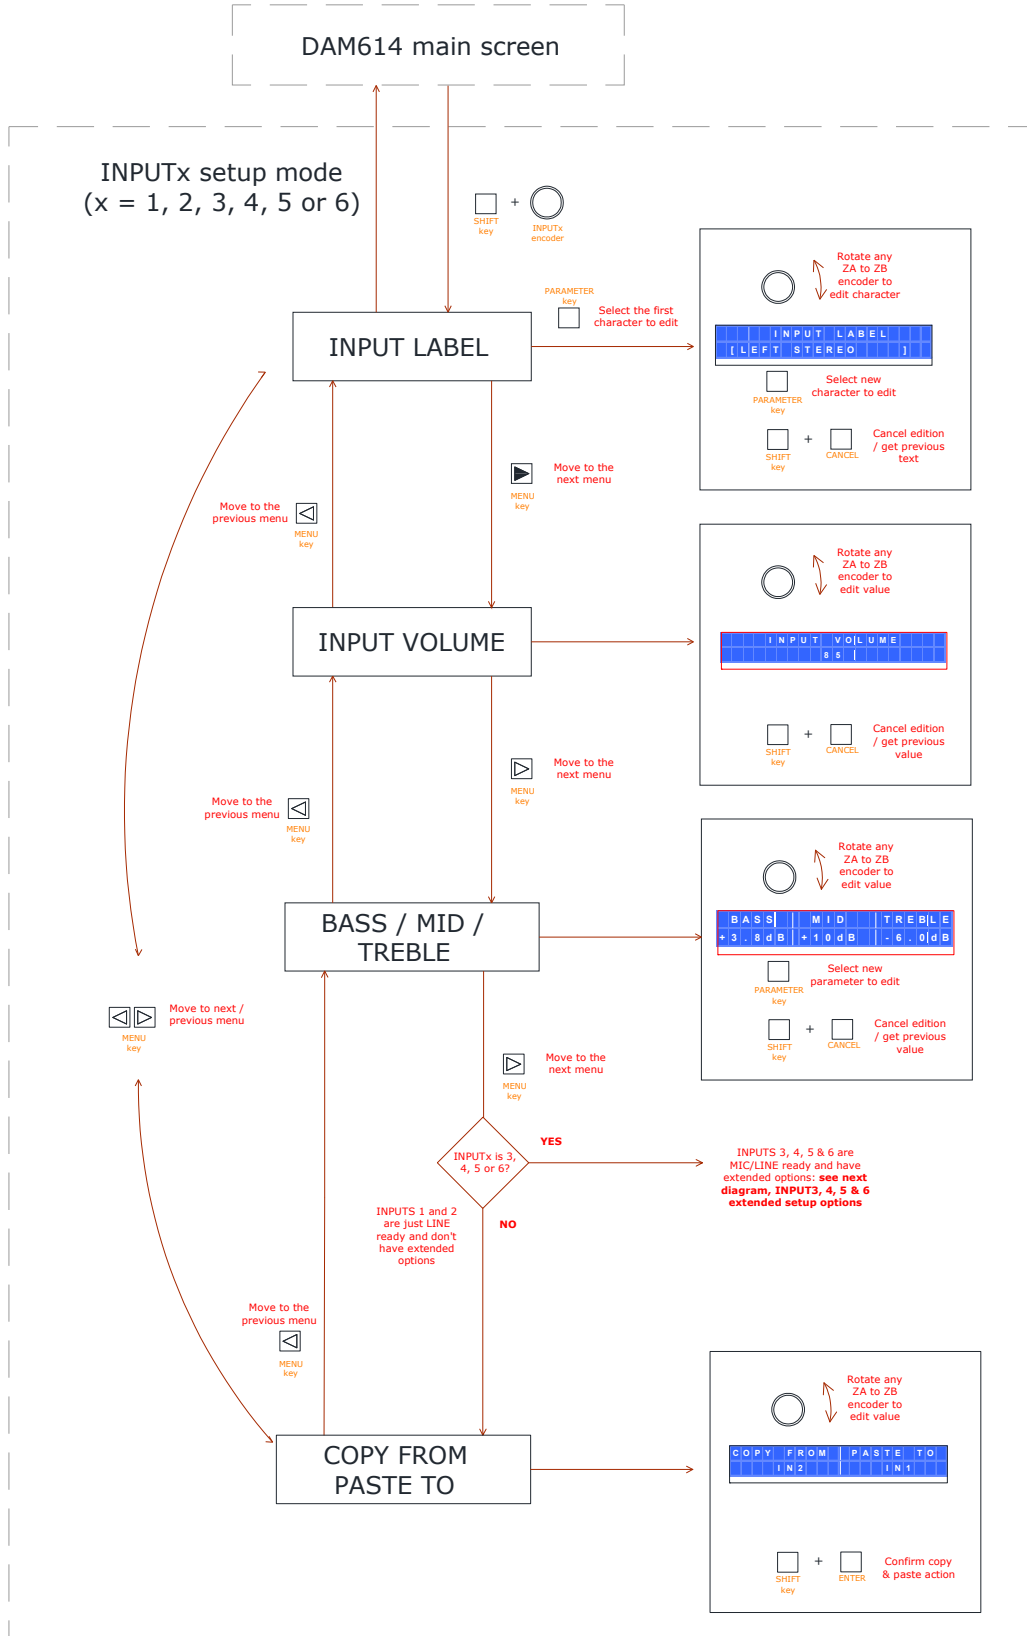 DAM614 main screen
INPUTx setup mode
(x = 1, 2, 3, 4, 5 or 6)
SHIFT
key
+
INPUTx
encoder
PARAMETER
key
Select the first
character to edit
INPUT LABEL
Rotate any
ZA to ZB
encoder to
edit character
INPUT LABEL
[LEFT STEREO ]
PARAMETER
key
Select new
character to edit
SHIFT
key
+
CANCEL
Cancel edition
/ get previous
text
Move to the
previous menu
MENU
key
MENU
key
Move to the
next menu
INPUT VOLUME
Rotate any
ZA to ZB
encoder to
edit value
INPUT VOLUME
85
SHIFT
key
+
CANCEL
Cancel edition
/ get previous
value
Move to the
previous menu
MENU
key
MENU
key
Move to the
next menu
BASS / MID /
TREBLE
Rotate any
ZA to ZB
encoder to
edit value
BASS MID TREBLE
+3.8dB +10dB -6.0dB
PARAMETER
key
Select new
parameter to edit
SHIFT
key
+
CANCEL
Cancel edition
/ get previous
value
MENU
key
Move to next /
previous menu
MENU
key
Move to the
next menu
INPUTx is 3,
4, 5 or 6?
YES
INPUTS 3, 4, 5 & 6 are
MIC/LINE ready and have
extended options: see next
diagram, INPUT3, 4, 5 & 6
extended setup options
INPUTS 1 and 2
are just LINE
ready and don't
have extended
options
NO
Move to the
previous menu
MENU
key
COPY FROM
PASTE TO
Rotate any
ZA to ZB
encoder to
edit value
COPY FROM PASTE TO
IN2 IN1
SHIFT
key
+
ENTER
Confirm copy
& paste action